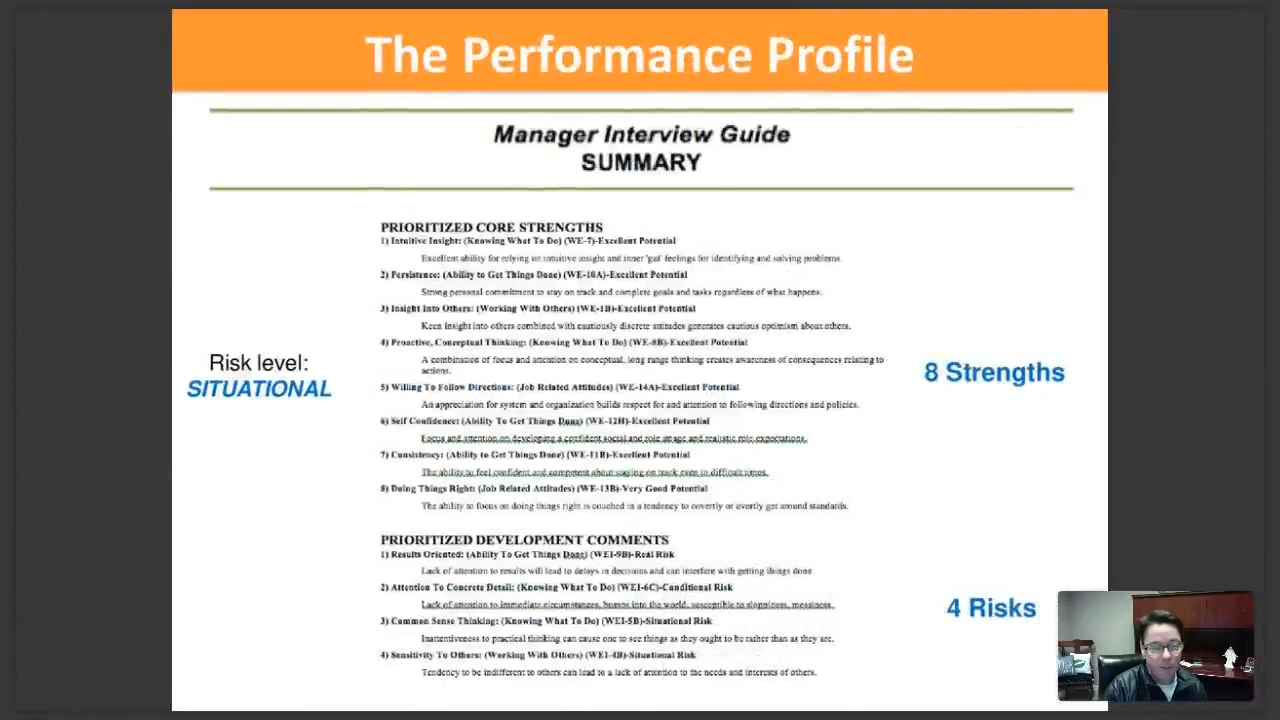 The Performance Profile
Manager Interview Guide
SUMMARY
PRIORITIZED CORE STRENGTHS
1) Intuitive Insight: (Knowing What To Do) (WE-7)-Excellent Potential
Excellent ability for relying on intuitive insight and inner 'gut' feelings for identifying and solving problems.
2) Persistence: (Ability to Get Things Done) (WE-10A)-Excellent Potential
Strong personal commitment to stay on track and complete goals and tasks regardless of what happens.
3) Insight Into Others: (Working With Others) (WE-1B)-Excellent Potential
Keen insight into others combined with cautiously discrete attitudes generates cautious optimism about others.
4) Proactive, Conceptual Thinking: (Knowing What To Do) (WE-8B)-Excellent Potential
A combination of focus and attention on conceptual, long range thinking creates awareness of consequences relating to
actions.
5) Willing To Follow Directions: (Job Related Attitudes) (WE-14A)-Excellent Potential
An appreciation for system and organization builds respect for and attention to following directions and policies.
6) Self Confidence: (Ability To Get Things Done) (WE-12H)-Excellent Potential
Focus and attention on developing a confident social and role image and realistic role expectations.
7) Consistency: (Ability to Get Things Done) (WE-11B)-Excellent Potential
The ability to feel confident and competent about staying on track even in difficult times.
8) Doing Things Right: (Job Related Attitudes) (WE-13B)-Very Good Potential
The ability to focus on doing things right is couched in a tendency to covertly or overtly get around standards.
Risk level:
SITUATIONAL
8 Strengths
PRIORITIZED DEVELOPMENT COMMENTS
1) Results Oriented: (Ability To Get Things Done) (WEI-9B)-Real Risk
Lack of attention to results will lead to delays in decisions and can interfere with getting things done
2) Attention To Concrete Detail: (Knowing What To Do) (WEI-6C)-Conditional Risk
Lack of attention to immediate circumstances, bumps into the world, susceptible to sloppiness, messiness.
3) Common Sense Thinking: (Knowing What To Do) (WEI-5B)-Situational Risk
Inattentiveness to practical thinking can cause one to see things as they ought to be rather than as they are.
4) Sensitivity To Others: (Working With Others) (WEI-4B)-Situational Risk
Tendency to be indifferent to others can lead to a lack of attention to the needs and interests of others.
4 Risks